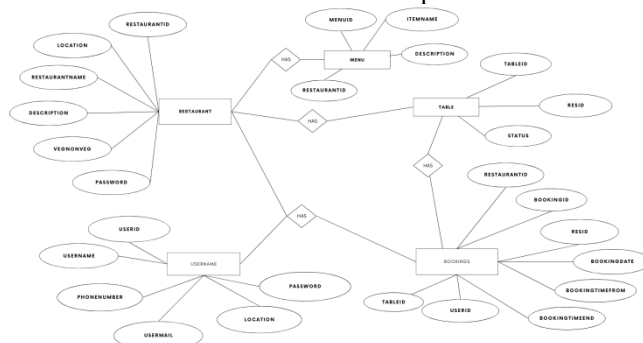 RESTAURANTID
LOCATION
RESTAURANTNAME
DESCRIPTION
VEGNONVEG
PASSWORD
RESTAURANT
HAS
MENUID
ITEMNAME
DESCRIPTION
RESTAURANTID
MENU
HAS
TABLEID
RESID
STATUS
TABLE
HAS
HAS
USERID
USERNAME
PHONENUMBER
USERMAIL
LOCATION
PASSWORD
USERNAME
RESTAURANTID
BOOKINGID
RESID
BOOKINGDATE
BOOKINGTIMEFROM
BOOKINGTIMEEND
USERID
TABLEID
BOOKINGS